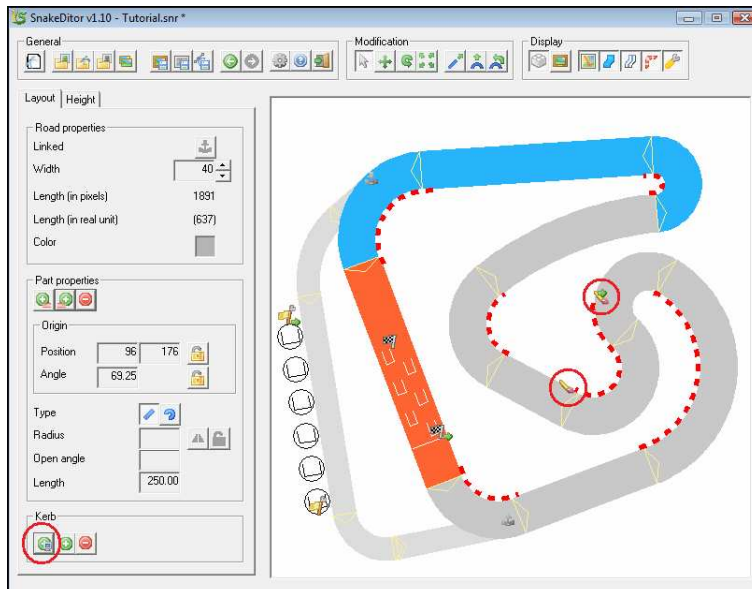 SnakeDitor v1.10 - Tutorial.snr *
General
Modification
Display
Layout
Height
Road properties
Linked
Width 40
Length (in pixels) 1891
Length (in real unit) (637)
Color
Part properties
Origin
Position 96 176
Angle 69.25
Type
Radius
Open angle
Length 250.00
Kerb